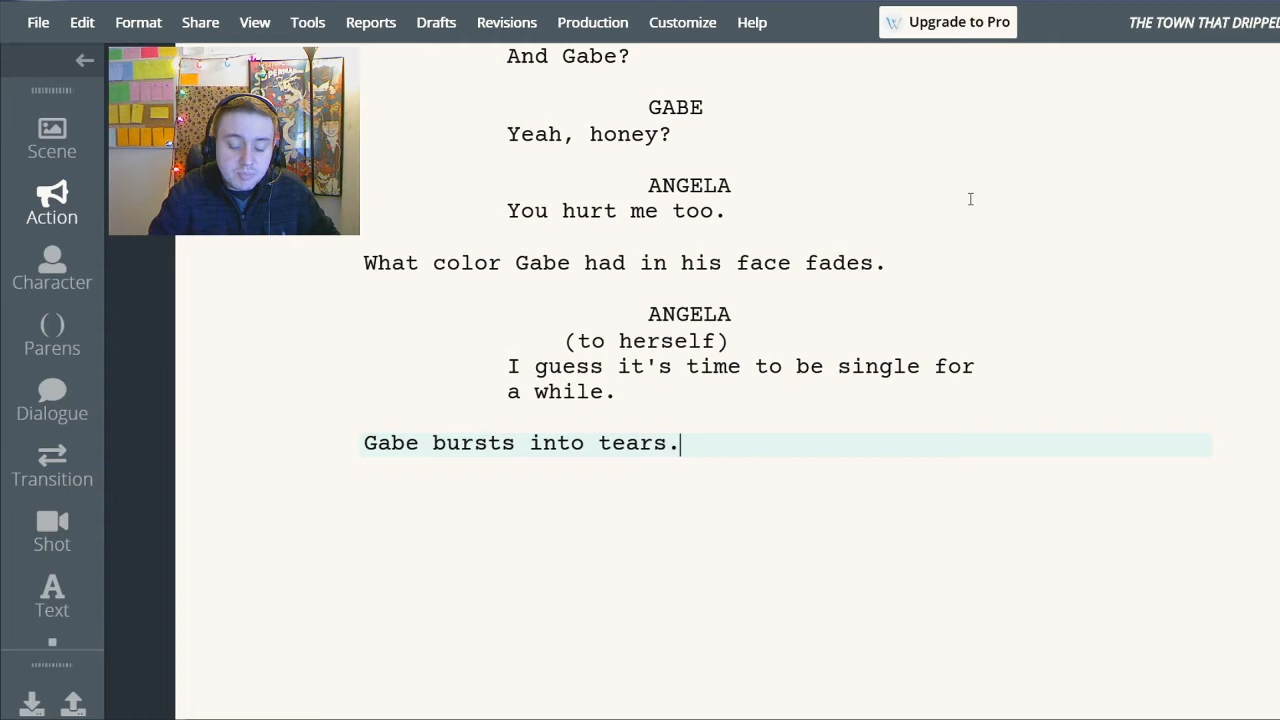 File Edit Format Share View Tools Reports Drafts Revisions Production Customize Help
W Upgrade to Pro
THE TOWN THAT DRIPPED
Scene
Action
Character
( )
Parens
Dialogue
Transition
Shot
A
Text
And Gabe?
GABE
Yeah, honey?
ANGELA
You hurt me too.
What color Gabe had in his face fades.
ANGELA
(to herself)
I guess it's time to be single for
a while.
Gabe bursts into tears.